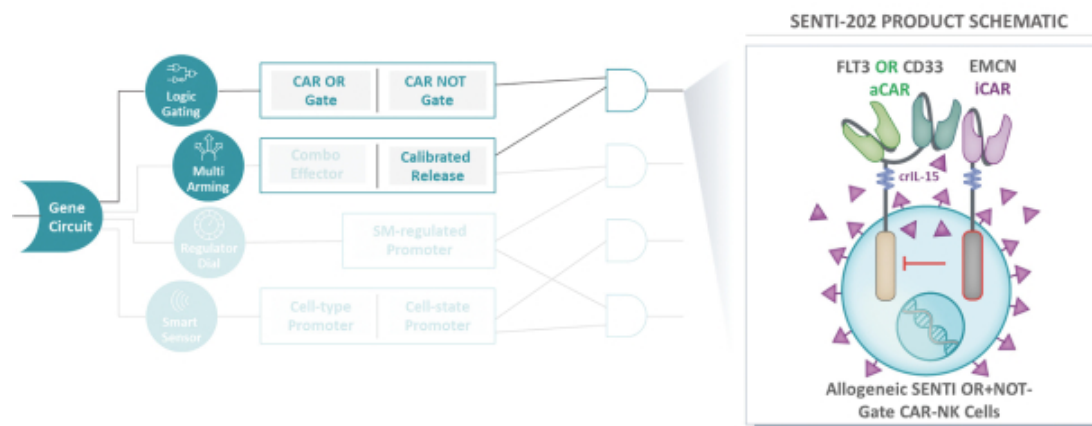 SENTI-202 PRODUCT SCHEMATIC
Logic
Gating
CAR OR
Gate
CAR NOT
Gate
Multi
Arming
Combo
Effector
Calibrated
Release
Gene
Circuit
Regulator
Dial
SM-regulated
Promoter
Smart
Sensor
Cell-type
Promoter
Cell-state
Promoter
FLT3 OR CD33
aCAR
EMCN
iCAR
crIL-15
Allogeneic SENTI OR+NOT-
Gate CAR-NK Cells